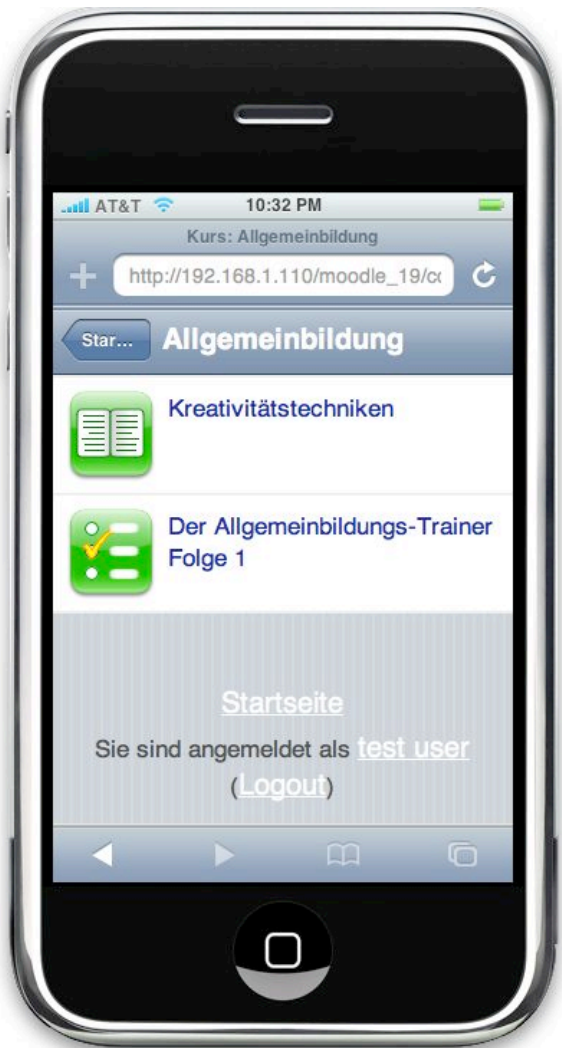 AT&T 10:32 PM
Kurs: Allgemeinbildung
http://192.168.1.110/moodle_19/co
Star... Allgemeinbildung
Kreativitätstechniken
Der Allgemeinbildungs-Trainer
Folge 1
Startseite
Sie sind angemeldet als test user
(Logout)